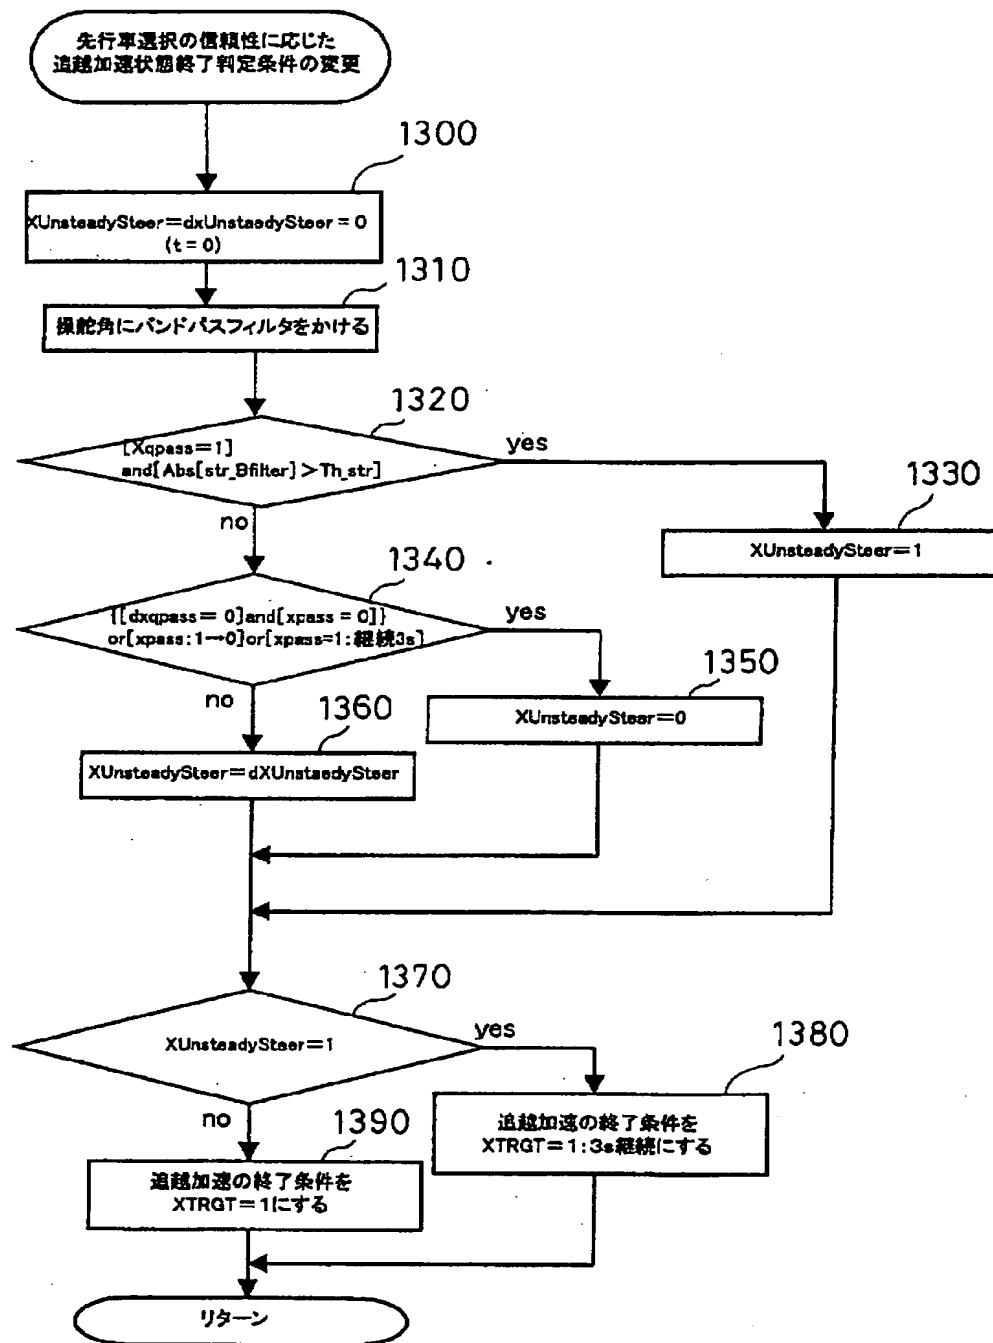 先行車選択の信頼性に応じた
追越加速状態終了判定条件の変更
1300
XUnsteadySteer=dxUnstaedySteer=0
(t=0)
1310
操舵角にバンドパスフィルタをかける
1320
[Xqpass=1]
and[Abs[str_Bfilter}>Th_str]
yes
no
1330
XUnsteadySteer=1
1340
{[dxqpass=0]and[xpass=0]}
or[xpass:1→0]or[xpass=1:継続3s]
yes
no
1350
XUnsteadySteer=0
1360
XUnsteadySteer=dXUnstaedySteer
1370
XUnsteadySteer=1
yes
no
1380
追越加速の終了条件を
XTRGT=1:3s継続にする
1390
追越加速の終了条件を
XTRGT=1にする
リターン